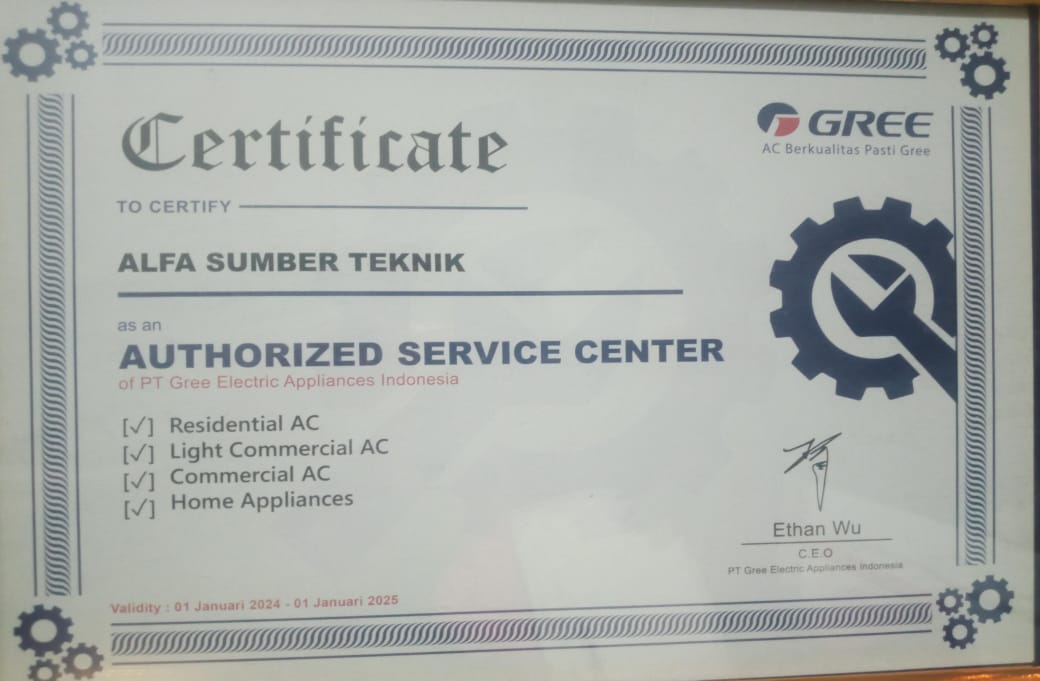 Certificate
GREE
AC Berkualitas Pasti Gree
TO CERTIFY
ALFA SUMBER TEKNIK
as an
AUTHORIZED SERVICE CENTER
of PT Gree Electric Appliances Indonesia
[✓] Residential AC
[✓] Light Commercial AC
[✓] Commercial AC
[✓] Home Appliances
Ethan Wu
C.E.O
PT Gree Electric Appliances Indonesia
Validity : 01 Januari 2024 - 01 Januari 2025